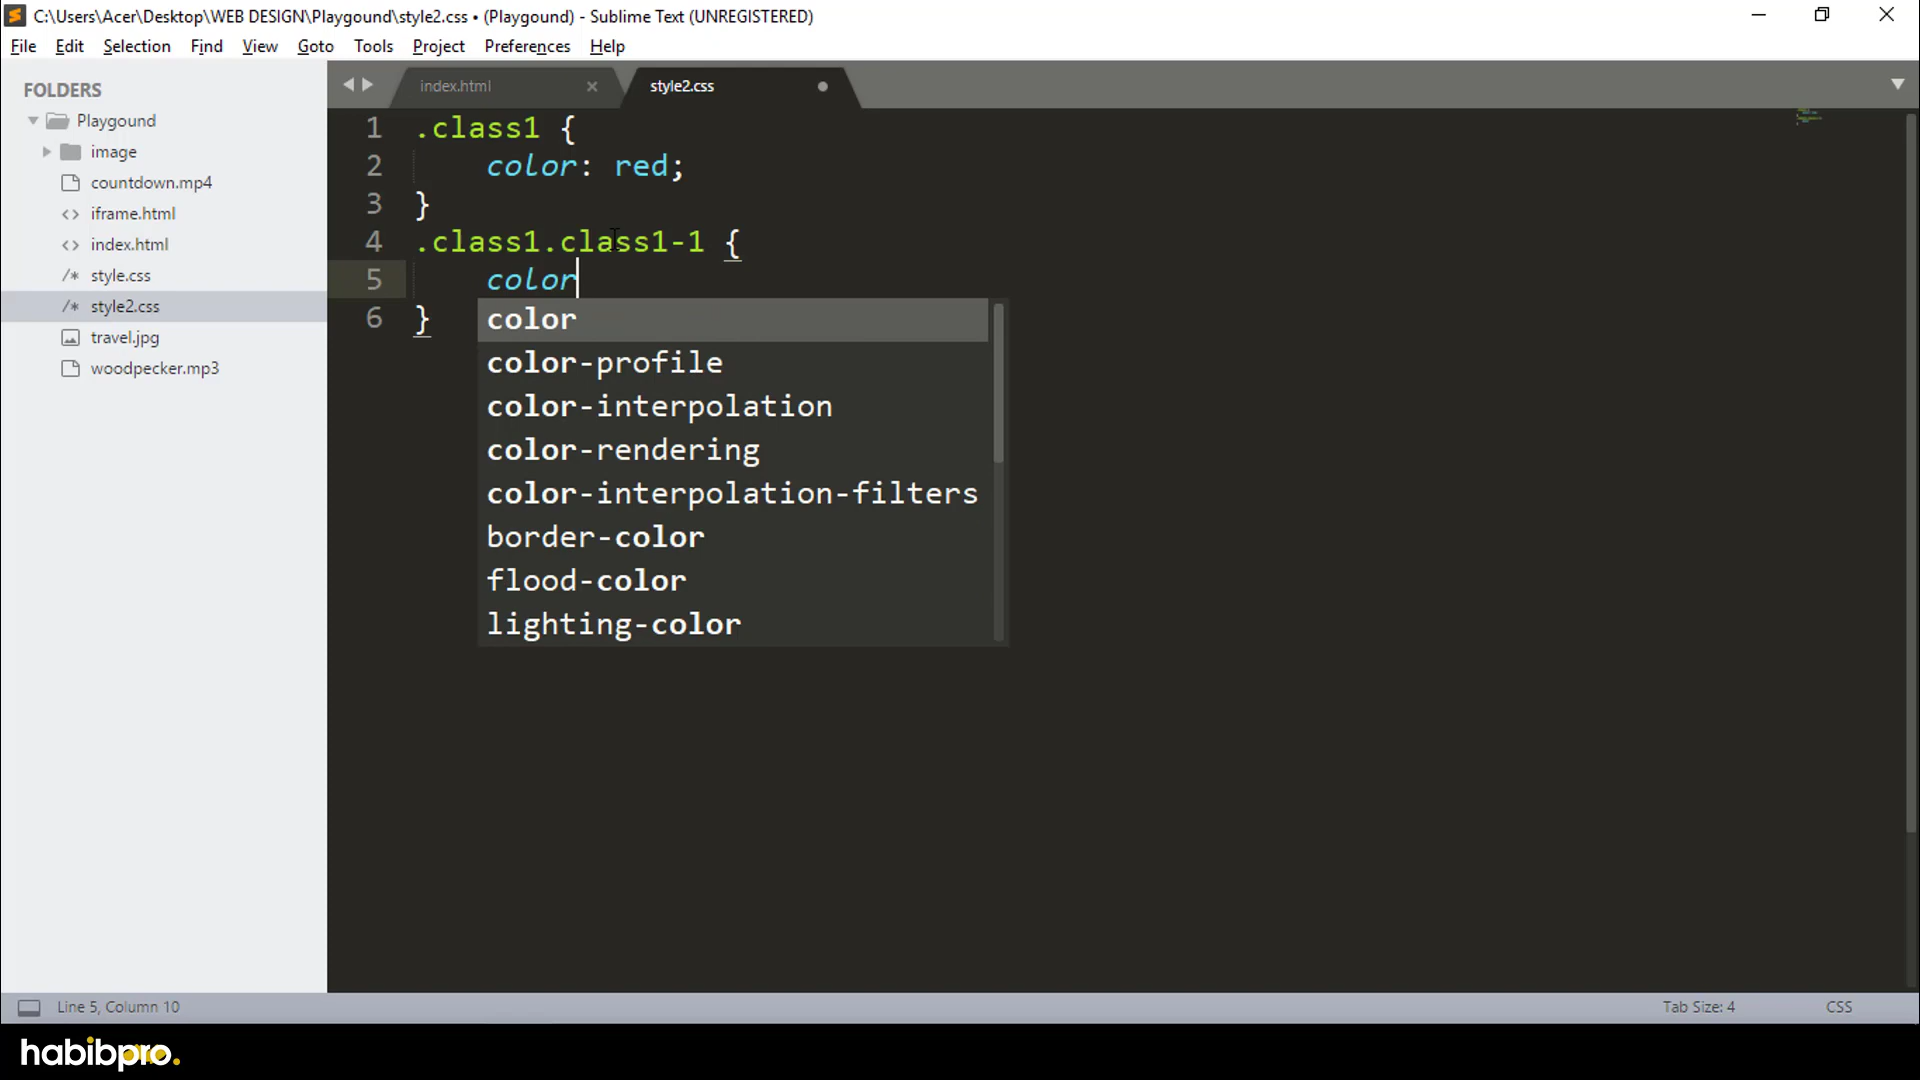 C:\Users\Acer\Desktop\WEB DESIGN\Playgound\style2.css • (Playgound) - Sublime Text (UNREGISTERED)
File Edit Selection Find View Goto Tools Project Preferences Help
FOLDERS
Playgound
image
countdown.mp4
iframe.html
index.html
style.css
style2.css
travel.jpg
woodpecker.mp3
index.html style2.css
1 .class1 {
2 color: red;
3 }
4 .class1.class1-1 {
5 color
6 }
color
color-profile
color-interpolation
color-rendering
color-interpolation-filters
border-color
flood-color
lighting-color
Line 5, Column 10 Tab Size: 4 CSS
habibpro.